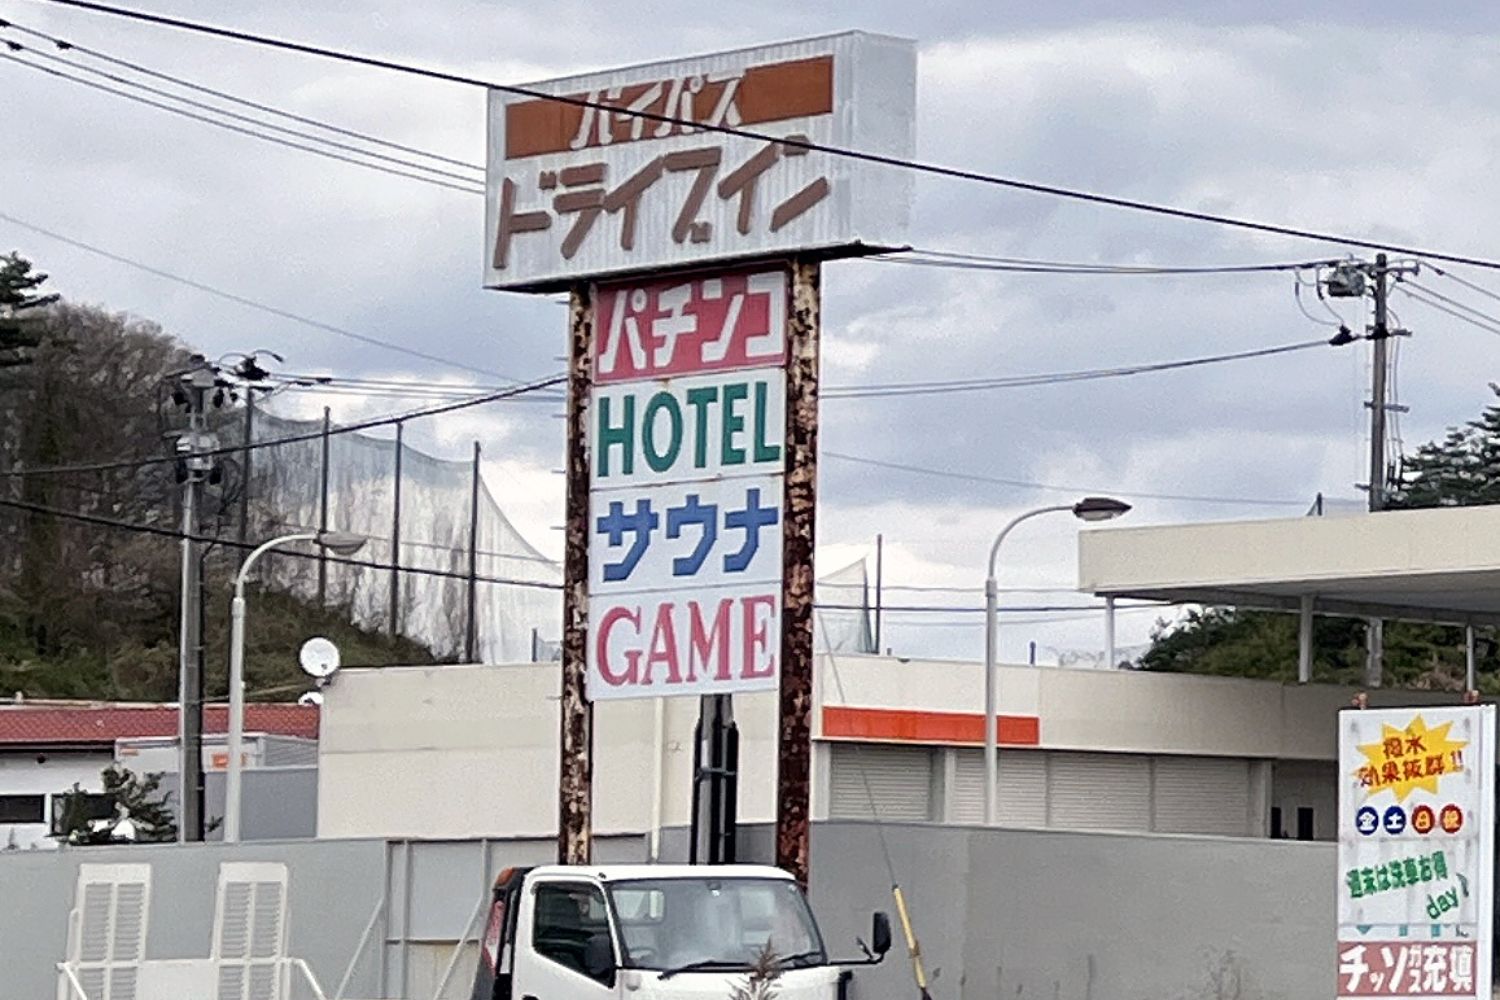 バイパス
ドライブイン
パチンコ
HOTEL
サウナ
GAME
撥水
効果抜群!!
金土日祝
週末は洗車お得
day!
チッソガス充填